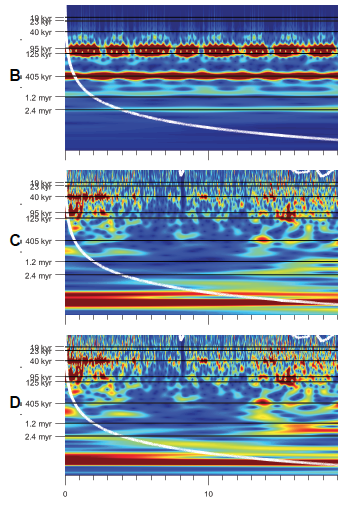 19 kyr
23 kyr
40 kyr
95 kyr
125 kyr
B
405 kyr
1.2 myr
2.4 myr
19 kyr
23 kyr
40 kyr
95 kyr
125 kyr
C
405 kyr
1.2 myr
2.4 myr
19 kyr
23 kyr
40 kyr
95 kyr
125 kyr
405 kyr
D
1.2 myr
2.4 myr
0
10